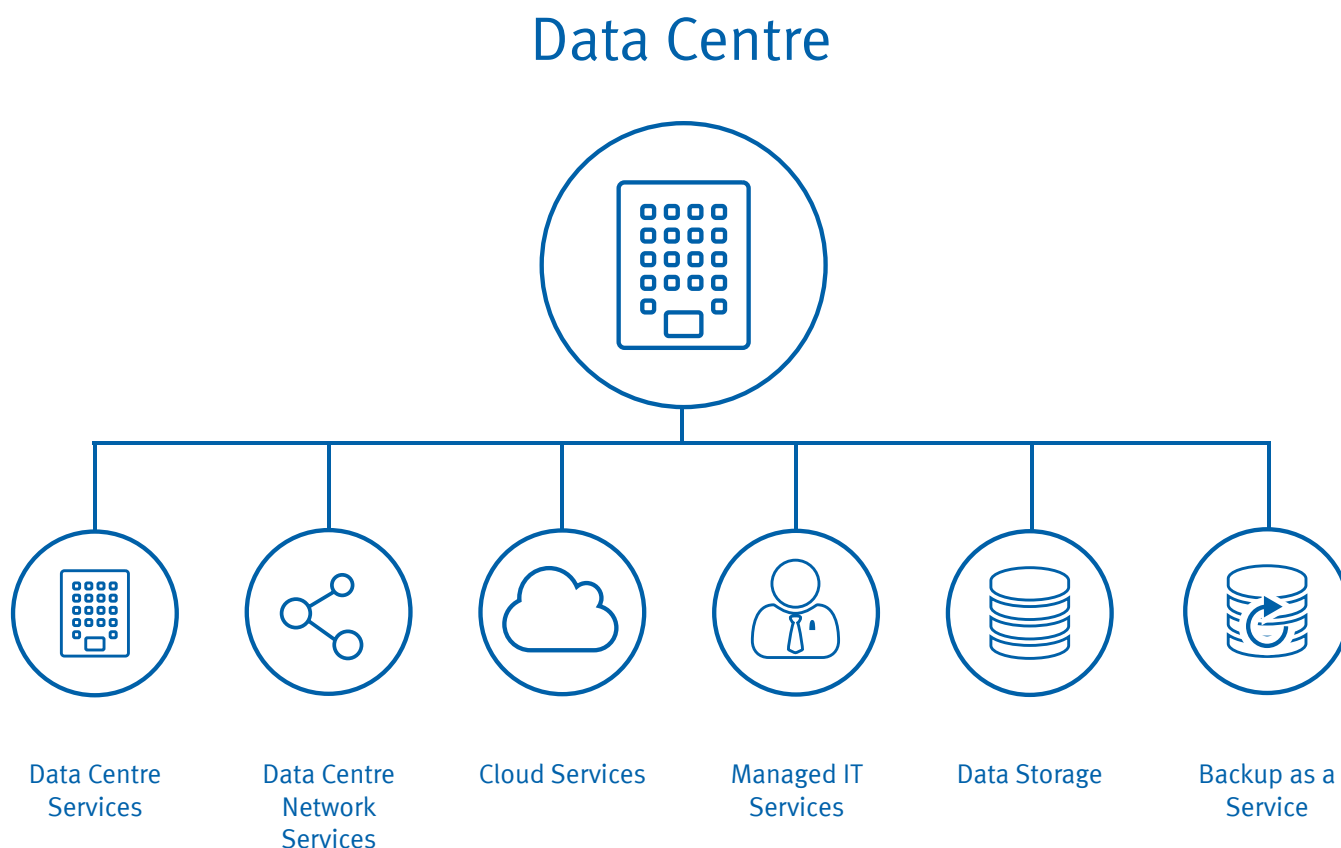 Data Centre
Data Centre
Services
Data Centre
Network
Services
Cloud Services
Managed IT
Services
Data Storage
Backup as a
Service